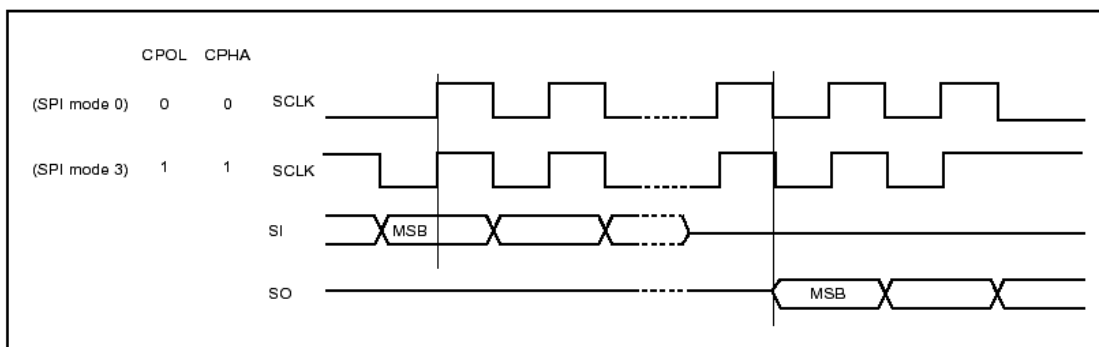 CPOL CPHA
(SPI mode 0) 0 0 SCLK
(SPI mode 3) 1 1 SCLK
SI MSB
SO MSB